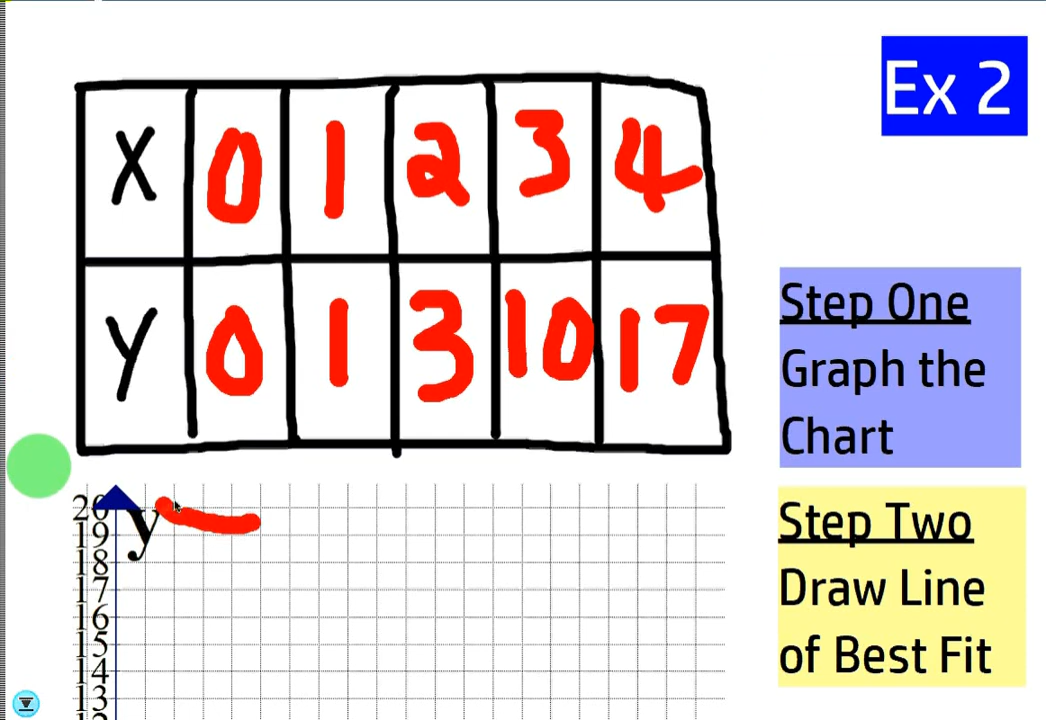 Ex 2
X 0 1 2 3 4
Y 0 1 3 10 17
Step One
Graph the
Chart
Step Two
Draw Line
of Best Fit
y
20
19
18
17
16
15
14
13